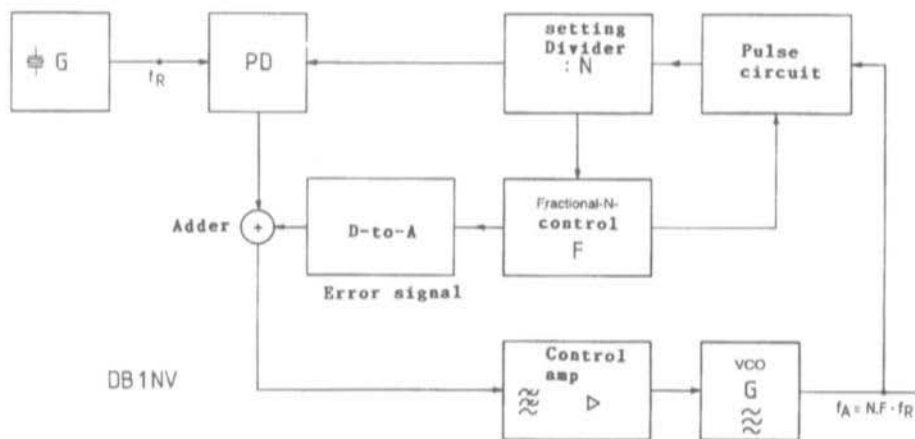 G
f_R
PD
setting
Divider
: N
Pulse
circuit
Adder
+
D-to-A
Error signal
Fractional-N-
control
F
DB1NV
Control
amp
VCO
G
f_A = N.F · f_R